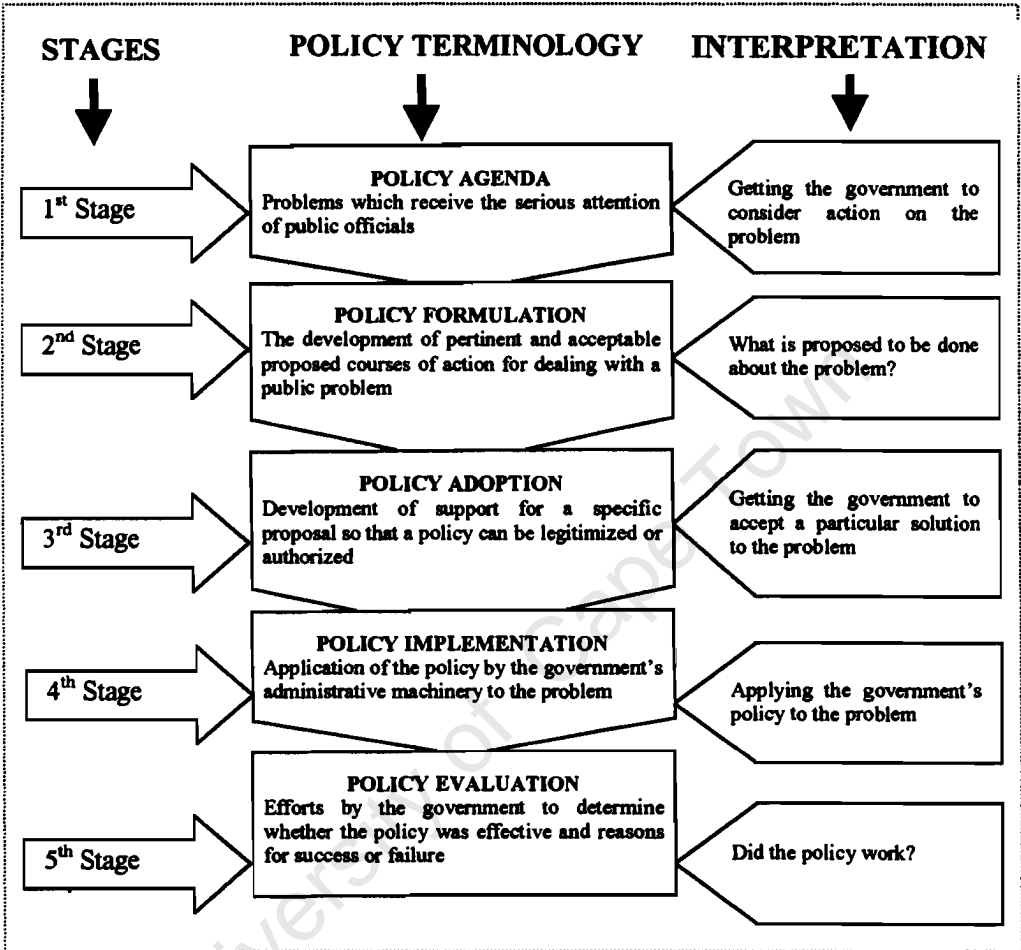 STAGES POLICY TERMINOLOGY INTERPRETATION
1st Stage
POLICY AGENDA
Problems which receive the serious attention
of public officials
Getting the government to
consider action on the
problem
2nd Stage
POLICY FORMULATION
The development of pertinent and acceptable
proposed courses of action for dealing with a
public problem
What is proposed to be done
about the problem?
3rd Stage
POLICY ADOPTION
Development of support for a specific
proposal so that a policy can be legitimized or
authorized
Getting the government to
accept a particular solution
to the problem
4th Stage
POLICY IMPLEMENTATION
Application of the policy by the government's
administrative machinery to the problem
Applying the government's
policy to the problem
5th Stage
POLICY EVALUATION
Efforts by the government to determine
whether the policy was effective and reasons
for success or failure
Did the policy work?
versity of Cape Town